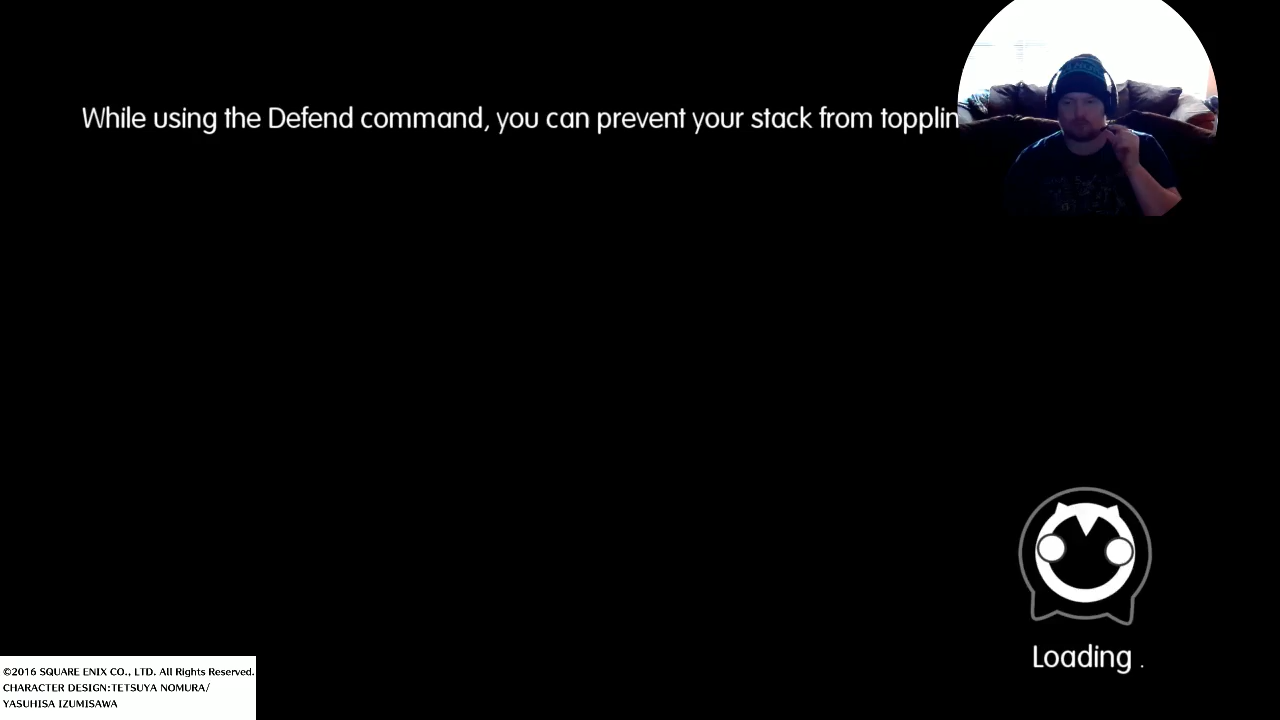 While using the Defend command, you can prevent your stack from topplin
Loading .
©2016 SQUARE ENIX CO., LTD. All Rights Reserved.
CHARACTER DESIGN:TETSUYA NOMURA/
YASUHISA IZUMISAWA